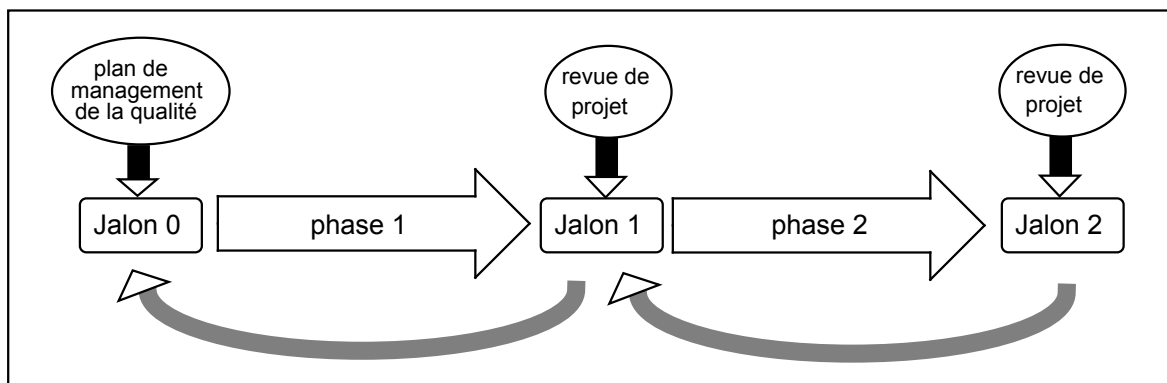 plan de
management
de la qualité
revue de
projet
revue de
projet
Jalon 0
phase 1
Jalon 1
phase 2
Jalon 2